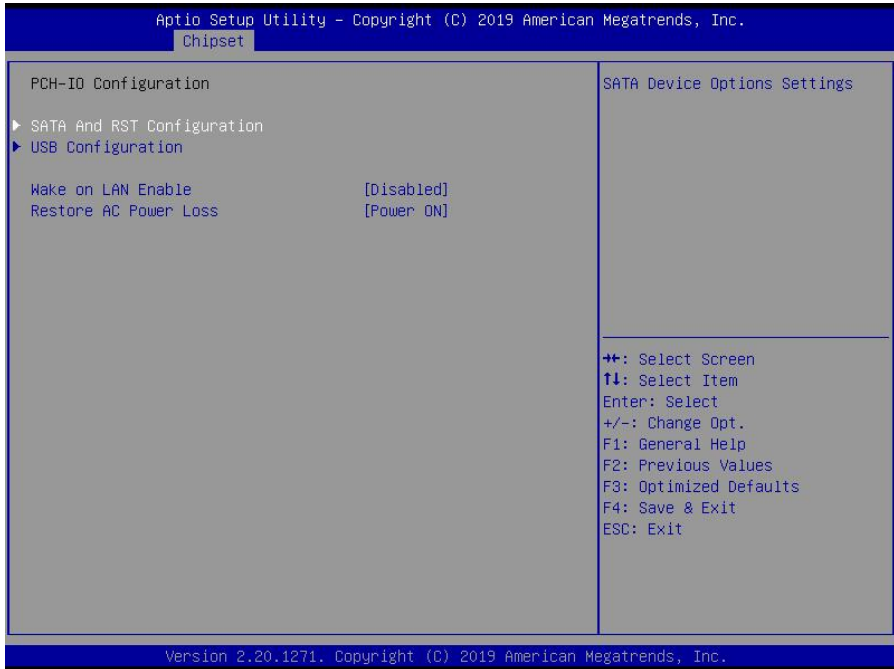 Aptio Setup Utility – Copyright (C) 2019 American Megatrends, Inc.
Chipset
PCH-IO Configuration
SATA And RST Configuration
USB Configuration
Wake on LAN Enable [Disabled]
Restore AC Power Loss [Power ON]
SATA Device Options Settings
→←: Select Screen
↑↓: Select Item
Enter: Select
+/-: Change Opt.
F1: General Help
F2: Previous Values
F3: Optimized Defaults
F4: Save & Exit
ESC: Exit
Version 2.20.1271. Copyright (C) 2019 American Megatrends, Inc.